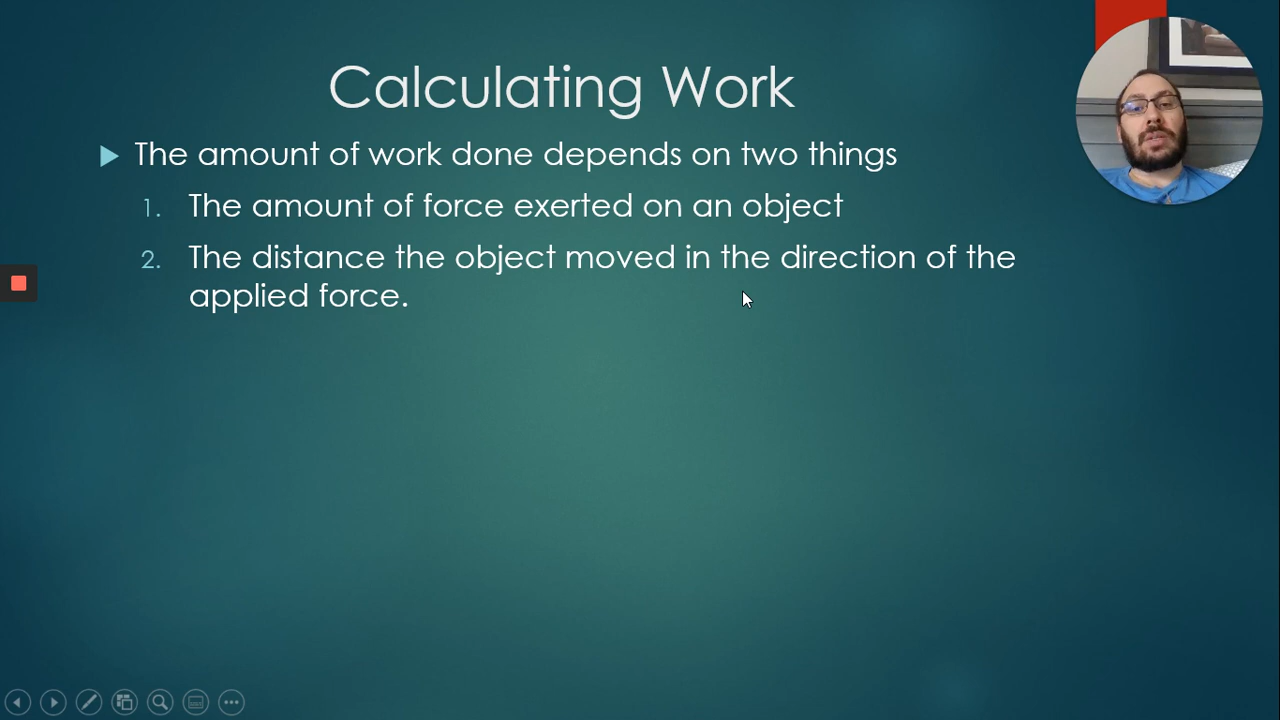 Calculating Work
The amount of work done depends on two things
1. The amount of force exerted on an object
2. The distance the object moved in the direction of the
applied force.